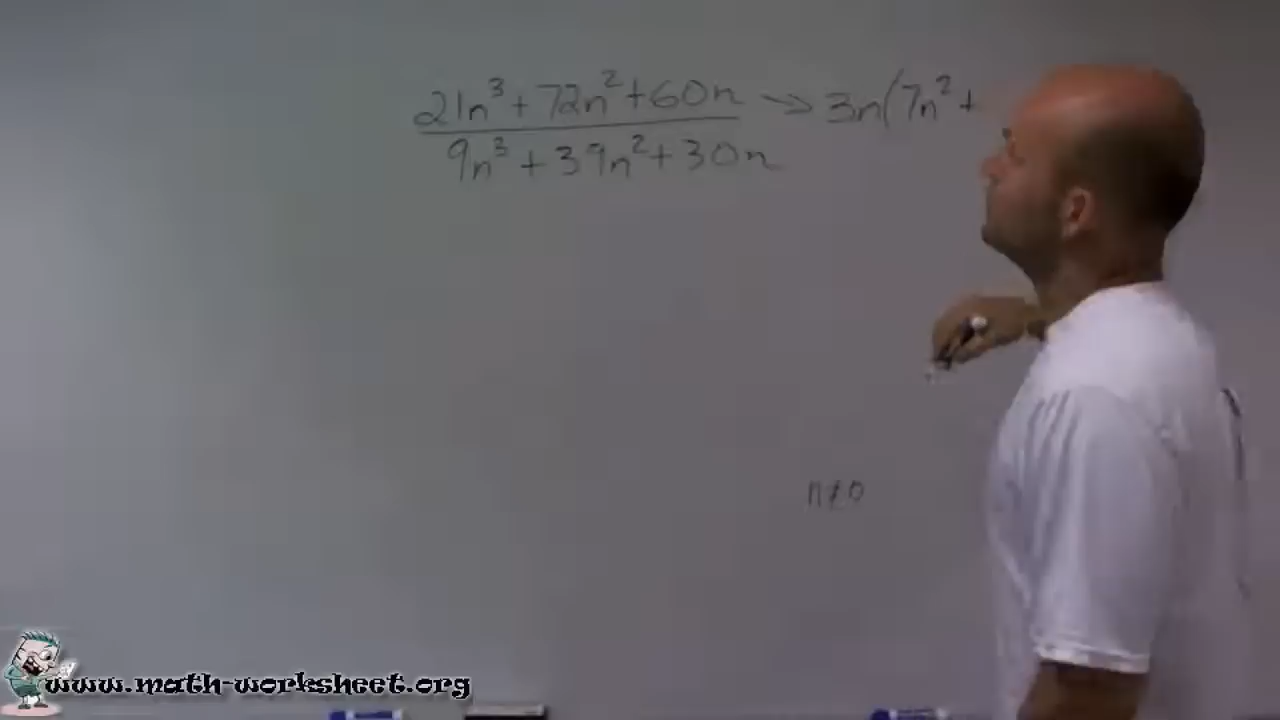 21n³ + 72n² + 60n → 3n(7n² +
9n³ + 39n² + 30n
n≠0
www.math-worksheet.org